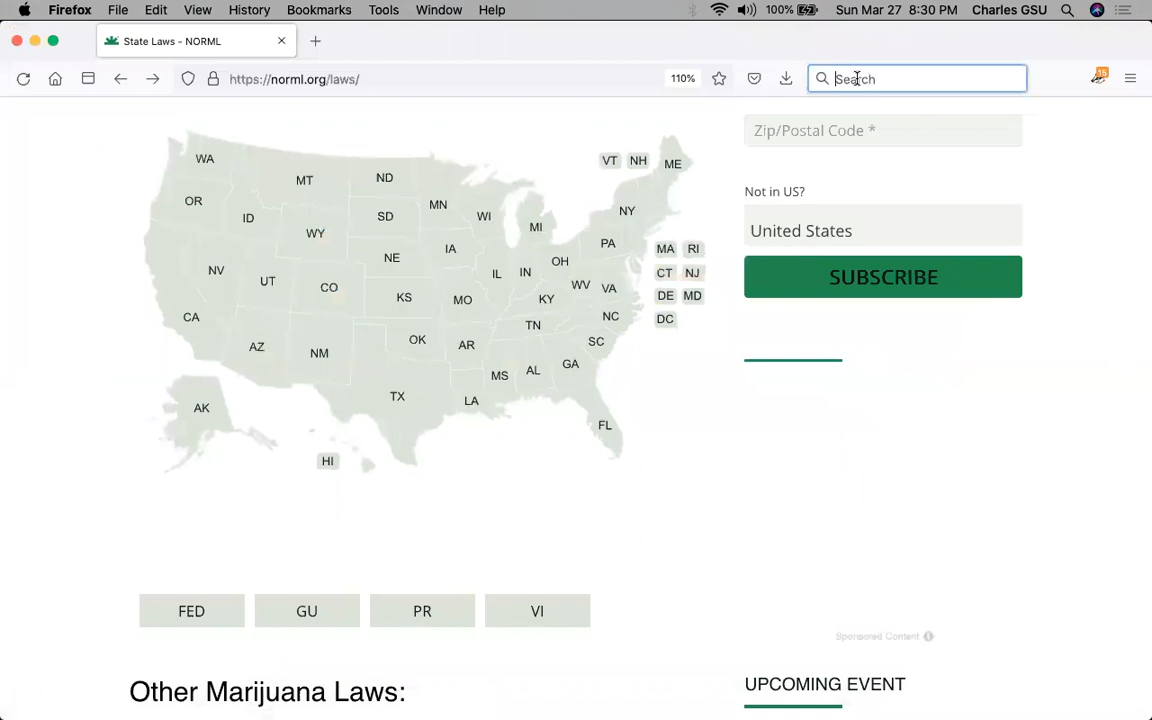 Firefox File Edit View History Bookmarks Tools Window Help 100% Sun Mar 27 8:30 PM Charles GSU
State Laws - NORML
https://norml.org/laws/ 110% Search 15
Zip/Postal Code *
Not in US?
United States
SUBSCRIBE
WA MT ND MN WI MI VT NH ME
OR ID WY SD NY
NV UT CO NE IA IL IN OH PA MA RI
CA KS MO KY WV VA CT NJ
AZ NM OK AR TN NC DE MD
TX LA MS AL GA SC DC
AK HI FL
FED GU PR VI
Sponsored Content
Other Marijuana Laws:
UPCOMING EVENT